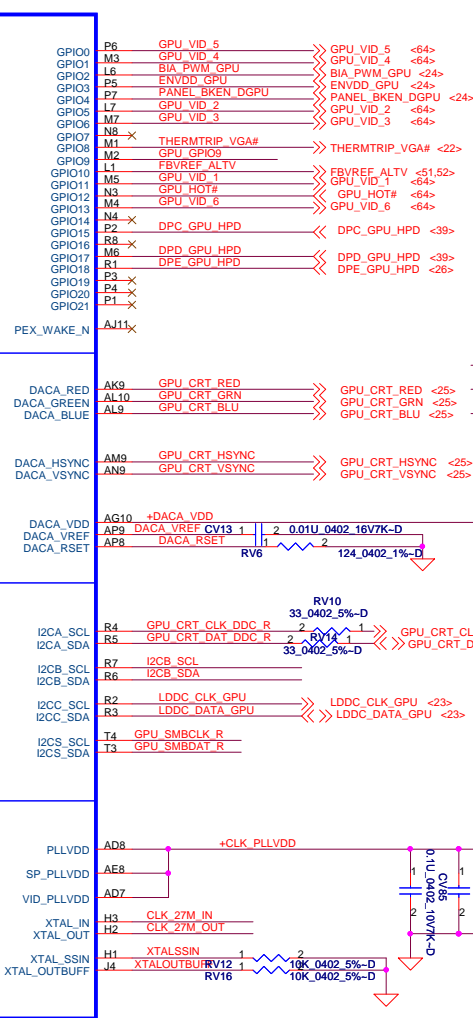 GPIO0 P6 GPU_VID_5 GPU_VID_5 <64>
GPIO1 M3 GPU_VID_4 GPU_VID_4 <64>
GPIO2 L6 BIA_PWM_GPU BIA_PWM_GPU <24>
GPIO3 P5 ENVDD_GPU ENVDD_GPU <24>
GPIO4 P7 PANEL_BKEN_DGPU PANEL_BKEN_DGPU <24>
GPIO5 L7 GPU_VID_2 GPU_VID_2 <64>
GPIO6 M7 GPU_VID_3 GPU_VID_3 <64>
GPIO7 N8
GPIO8 M1 THERMTRIP_VGA# THERMTRIP_VGA# <22>
GPIO9 M2 GPU_GPIO9
GPIO10 L1 FBVREF_ALTV FBVREF_ALTV <51,52>
GPIO11 M5 GPU_VID_1 GPU_VID_1 <64>
GPIO12 N3 GPU_HOT# GPU_HOT# <64>
GPIO13 M4 GPU_VID_6 GPU_VID_6 <64>
GPIO14 N4
GPIO15 P2 DPC_GPU_HPD DPC_GPU_HPD <39>
GPIO16 R8
GPIO17 M6 DPD_GPU_HPD DPD_GPU_HPD <39>
GPIO18 R1 DPE_GPU_HPD DPE_GPU_HPD <26>
GPIO19 P3
GPIO20 P4
GPIO21 P1
PEX_WAKE_N AJ11
DACA_RED AK9 GPU_CRT_RED GPU_CRT_RED <25>
DACA_GREEN AL10 GPU_CRT_GRN GPU_CRT_GRN <25>
DACA_BLUE AL9 GPU_CRT_BLU GPU_CRT_BLU <25>
DACA_HSYNC AM9 GPU_CRT_HSYNC GPU_CRT_HSYNC <25>
DACA_VSYNC AN9 GPU_CRT_VSYNC GPU_CRT_VSYNC <25>
DACA_VDD AG10 +DACA_VDD
DACA_VREF AP9 DACA_VREF CV13 1 2 0.01U_0402_16V7K~D
DACA_RSET AP8 DACA_RSET 1 2
RV6 124_0402_1%~D
RV10
33_0402_5%~D
I2CA_SCL R4 GPU_CRT_CLK_DDC_R 2 1 GPU_CRT_CL
I2CA_SDA R5 GPU_CRT_DAT_DDC_R 2 RV14 1 GPU_CRT_D
33_0402_5%~D
I2CB_SCL R7 I2CB_SCL
I2CB_SDA R6 I2CB_SDA
I2CC_SCL R2 LDDC_CLK_GPU LDDC_CLK_GPU <23>
I2CC_SDA R3 LDDC_DATA_GPU LDDC_DATA_GPU <23>
I2CS_SCL T4 GPU_SMBCLK_R
I2CS_SDA T3 GPU_SMBDAT_R
PLLVDD AD8 +CLK_PLLVDD
SP_PLLVDD AE8
VID_PLLVDD AD7
1 2 0.1U_0402_10V7K~D
CV85 1 2
XTAL_IN H3 CLK_27M_IN
XTAL_OUT H2 CLK_27M_OUT
XTAL_SSIN H1 XTALSSIN 1 2
XTAL_OUTBUFF J4 XTALOUTBUFF RV12 1 2 10K_0402_5%~D
RV16 10K_0402_5%~D